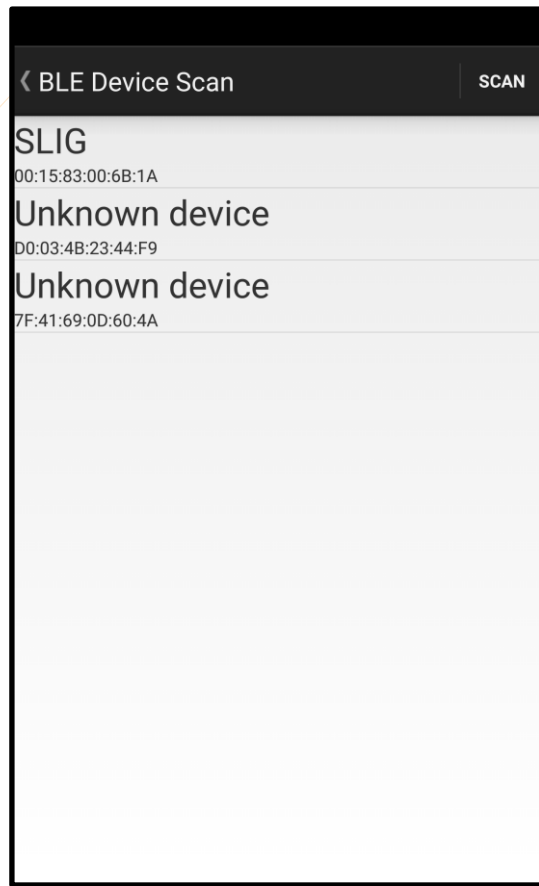 BLE Device Scan
SCAN
SLIG
00:15:83:00:6B:1A
Unknown device
D0:03:4B:23:44:F9
Unknown device
7F:41:69:0D:60:4A